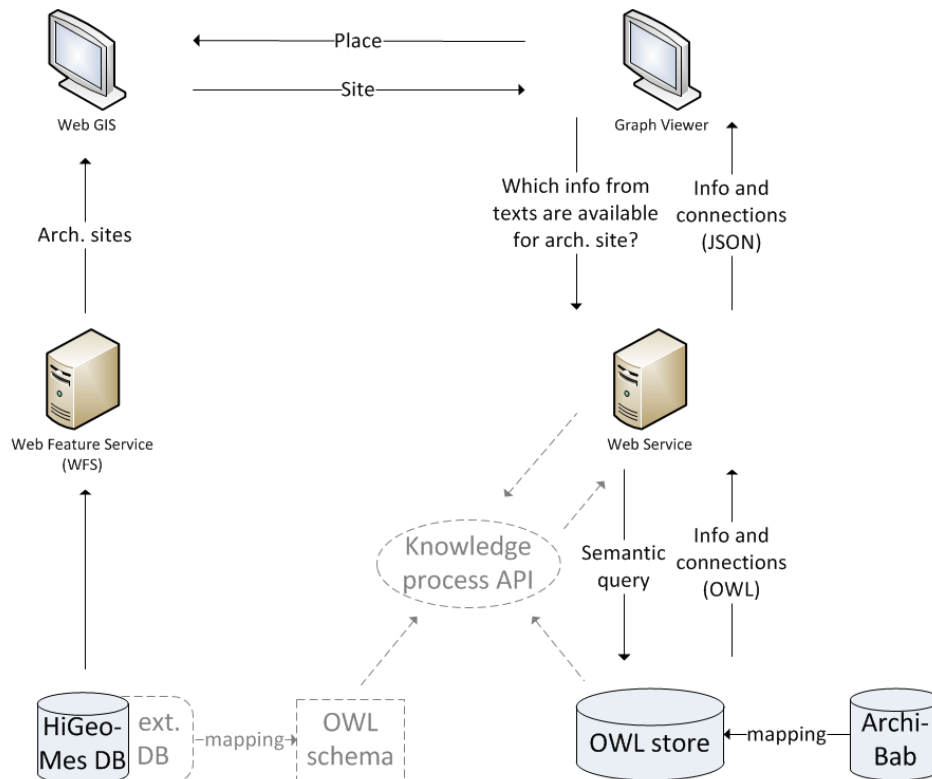 Place
Site
Web GIS
Graph Viewer
Arch. sites
Which info from
texts are available
for arch. site?
Info and
connections
(JSON)
Web Feature Service
(WFS)
Web Service
Knowledge
process API
Semantic
query
Info and
connections
(OWL)
HiGeo-
Mes DB
ext.
DB
mapping
OWL
schema
OWL store
mapping
Archi-
Bab